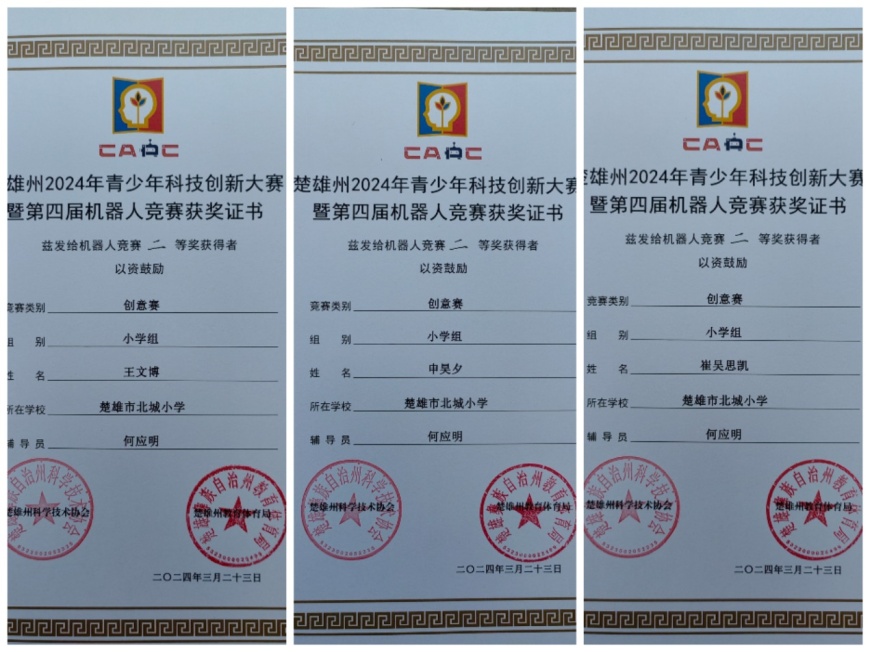 CAAC
雄州2024年青少年科技创新大赛
暨第四届机器人竞赛获奖证书
兹发给机器人竞赛 二 等奖获得者
以资鼓励
竞赛类别 创意赛
组 别 小学组
姓 名 王文博
所在学校 楚雄市北城小学
辅导员 何应明
楚雄州科学技术协会
楚雄州教育体育局
二〇二四年三月二十三日
CAAC
楚雄州2024年青少年科技创新大赛
暨第四届机器人竞赛获奖证书
兹发给机器人竞赛 二 等奖获得者
以资鼓励
竞赛类别 创意赛
组 别 小学组
姓 名 申昊夕
所在学校 楚雄市北城小学
辅导员 何应明
楚雄州科学技术协会
楚雄州教育体育局
二〇二四年三月二十三日
CAAC
楚雄州2024年青少年科技创新大赛
暨第四届机器人竞赛获奖证书
兹发给机器人竞赛 二 等奖获得者
以资鼓励
竞赛类别 创意赛
组 别 小学组
姓 名 崔吴思凯
所在学校 楚雄市北城小学
辅导员 何应明
楚雄州科学技术协会
楚雄州教育体育局
二〇二四年三月二十三日